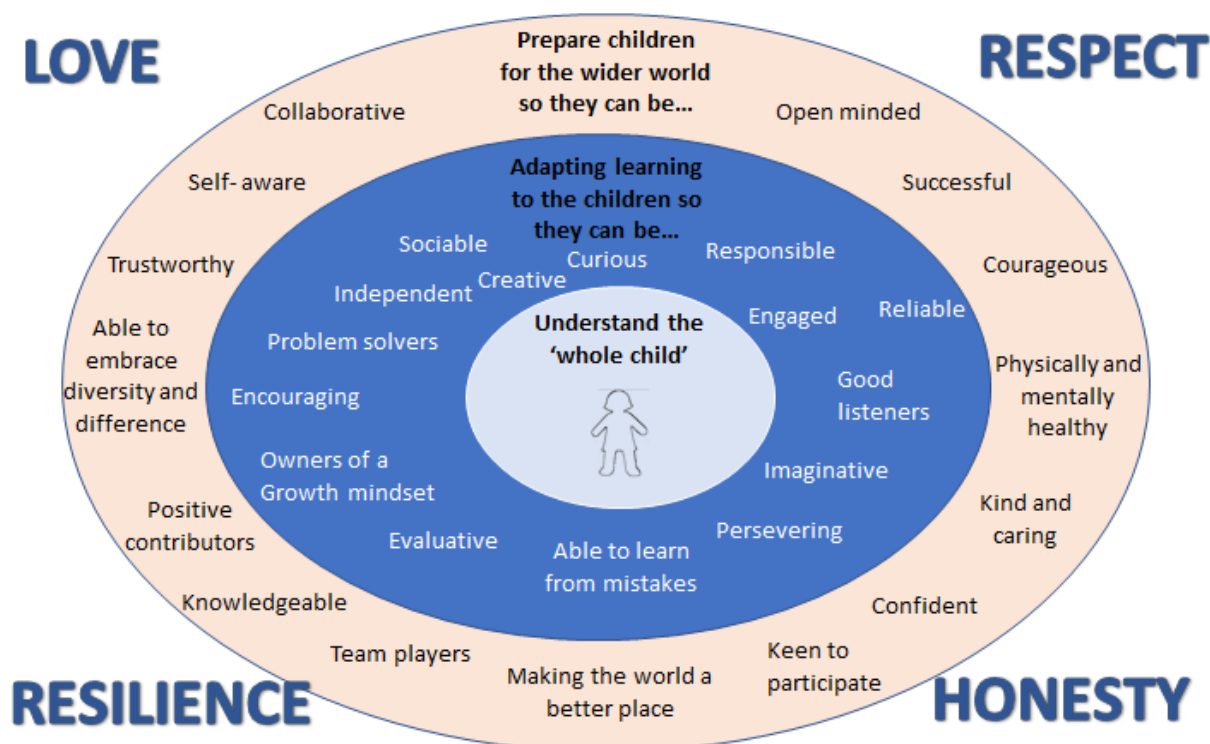 LOVE
RESPECT
Prepare children
for the wider world
so they can be...
Collaborative
Open minded
Self- aware
Successful
Trustworthy
Courageous
Able to
embrace
diversity and
difference
Physically and
mentally
healthy
Positive
contributors
Kind and
caring
Knowledgeable
Confident
Team players
Keen to
participate
Making the world a
better place
Adapting learning
to the children so
they can be...
Sociable
Curious
Responsible
Creative
Independent
Engaged
Reliable
Problem solvers
Encouraging
Good
listeners
Owners of a
Growth mindset
Imaginative
Evaluative
Persevering
Able to learn
from mistakes
Understand the
‘whole child’
RESILIENCE
HONESTY